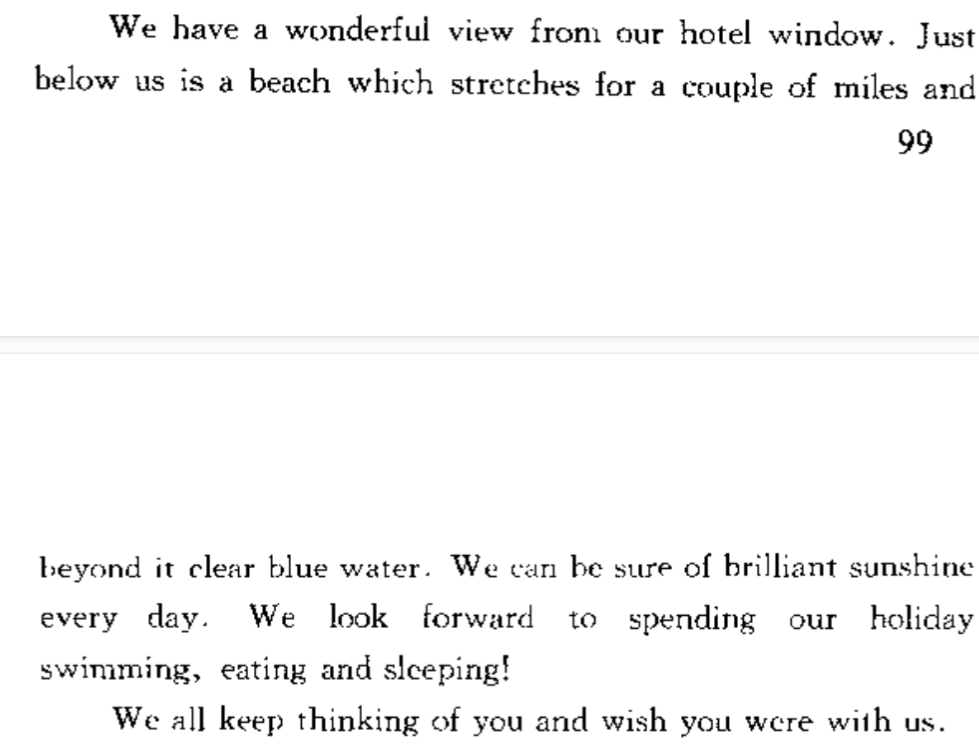 We have a wonderful view from our hotel window. Just
below us is a beach which stretches for a couple of miles and
99
beyond it clear blue water. We can be sure of brilliant sunshine
every day. We look forward to spending our holiday
swimming, eating and sleeping!
We all keep thinking of you and wish you were with us.